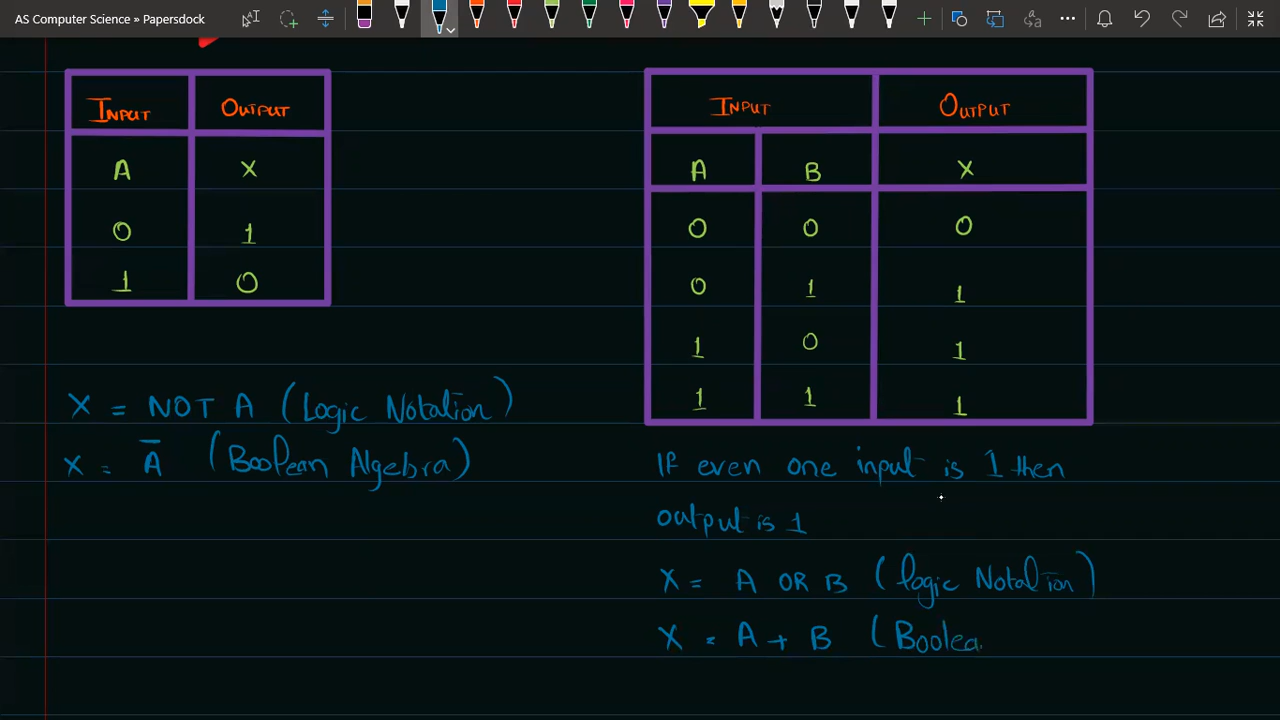 AS Computer Science » Papersdock
INPUT OUTPUT
A X
0 1
1 0
X = NOT A (Logic Notation)
X = Ā (Boolean Algebra)
INPUT OUTPUT
A B X
0 0 0
0 1 1
1 0 1
1 1 1
If even one input is 1 then
output is 1
X = A OR B (logic Notation)
X = A + B (Boolea